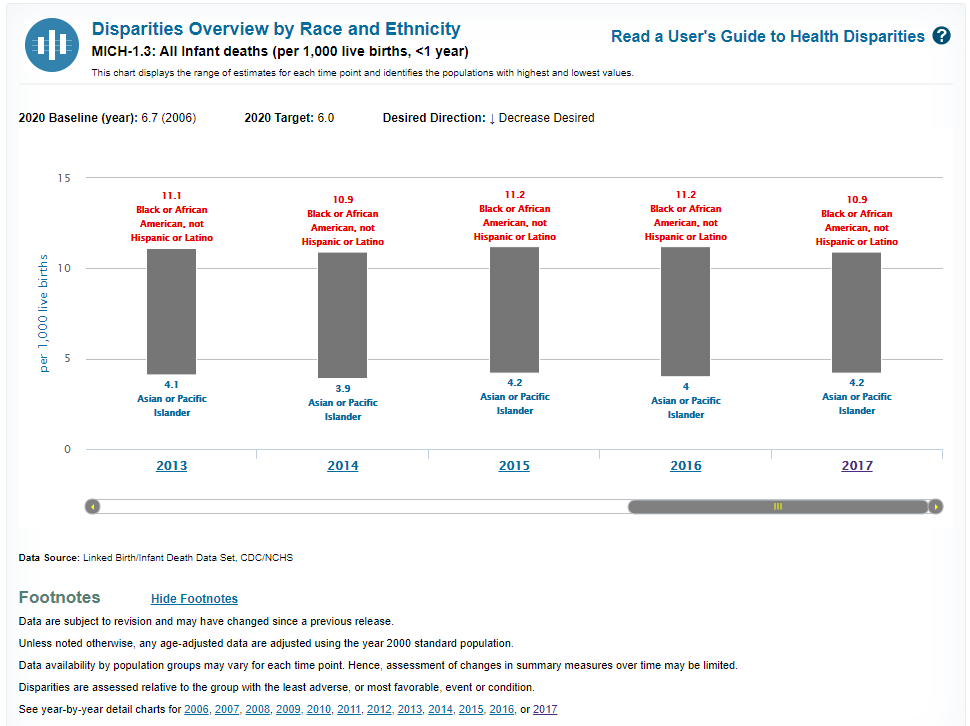 Disparities Overview by Race and Ethnicity
MICH-1.3: All Infant deaths (per 1,000 live births, <1 year)
This chart displays the range of estimates for each time point and identifies the populations with highest and lowest values.
Read a User's Guide to Health Disparities ?
2020 Baseline (year): 6.7 (2006) 2020 Target: 6.0 Desired Direction: ↓ Decrease Desired
per 1,000 live births
15
10
5
0
11.1
Black or African
American, not
Hispanic or Latino
10.9
Black or African
American, not
Hispanic or Latino
11.2
Black or African
American, not
Hispanic or Latino
11.2
Black or African
American, not
Hispanic or Latino
10.9
Black or African
American, not
Hispanic or Latino
4.1
Asian or Pacific
Islander
3.9
Asian or Pacific
Islander
4.2
Asian or Pacific
Islander
4
Asian or Pacific
Islander
4.2
Asian or Pacific
Islander
2013 2014 2015 2016 2017
Data Source: Linked Birth/Infant Death Data Set, CDC/NCHS
Footnotes Hide Footnotes
Data are subject to revision and may have changed since a previous release.
Unless noted otherwise, any age-adjusted data are adjusted using the year 2000 standard population.
Data availability by population groups may vary for each time point. Hence, assessment of changes in summary measures over time may be limited.
Disparities are assessed relative to the group with the least adverse, or most favorable, event or condition.
See year-by-year detail charts for 2006, 2007, 2008, 2009, 2010, 2011, 2012, 2013, 2014, 2015, 2016, or 2017